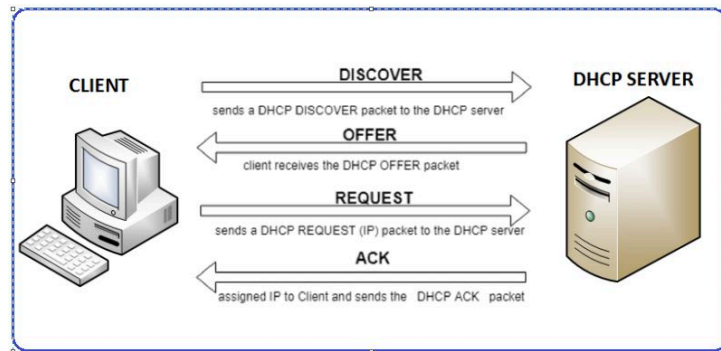 CLIENT
DHCP SERVER
DISCOVER
sends a DHCP DISCOVER packet to the DHCP server
OFFER
client receives the DHCP OFFER packet
REQUEST
sends a DHCP REQUEST (IP) packet to the DHCP server
ACK
assigned IP to Client and sends the DHCP ACK packet